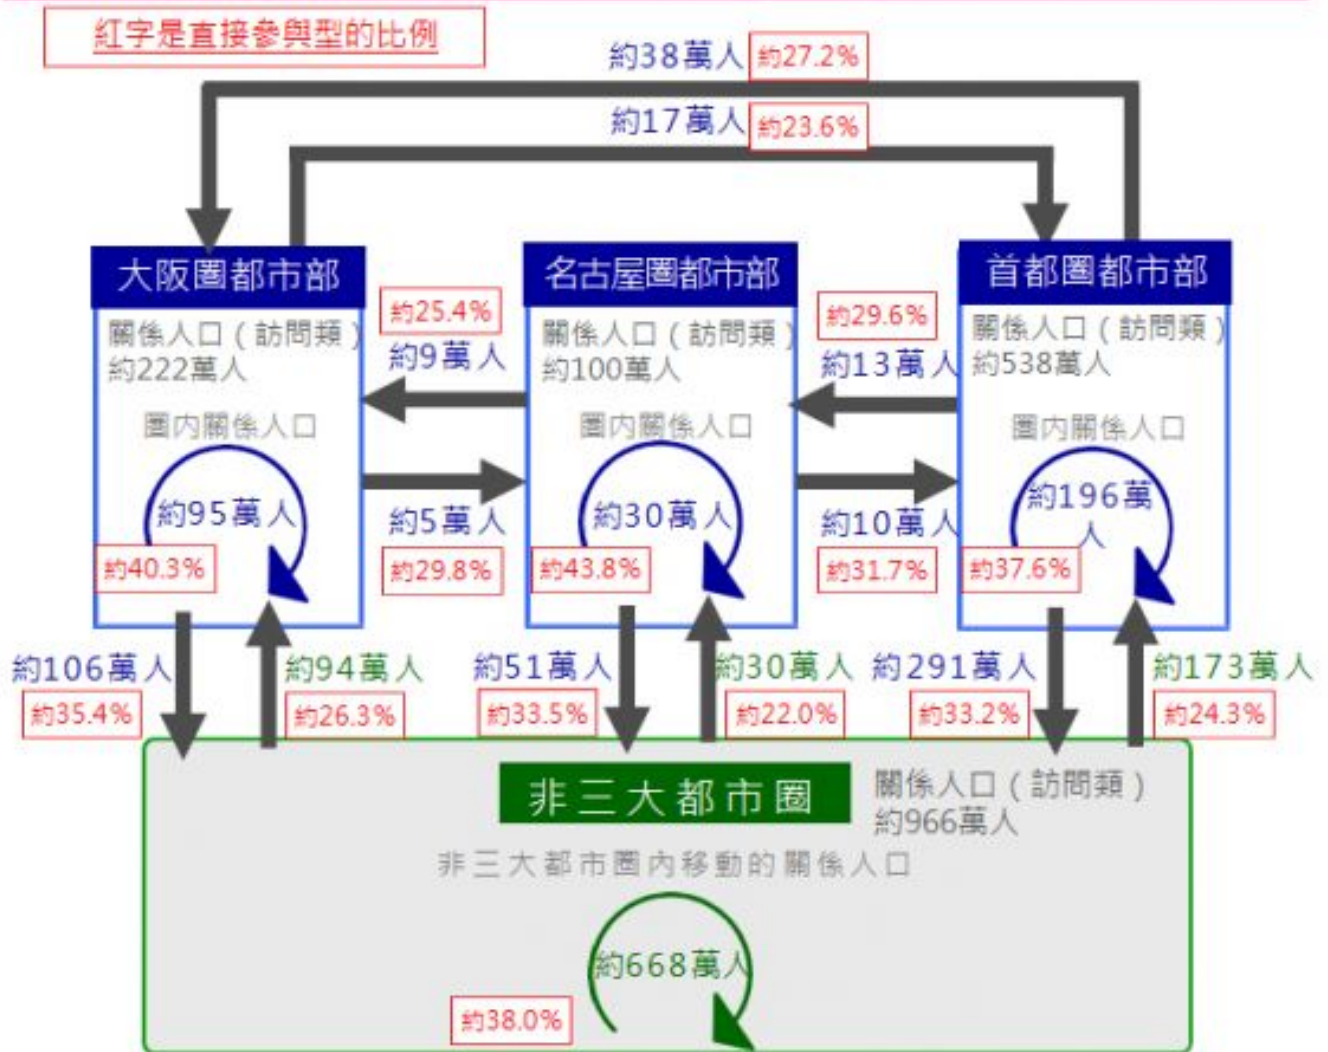 紅字是直接參與型的比例
約38萬人 約27.2%
約17萬人 約23.6%
大阪圈都市部
關係人口(訪問類)
約222萬人
圈内關係人口
約95萬人
約40.3%
約25.4%
約9萬人
約5萬人
約29.8%
名古屋圈都市部
關係人口(訪問類)
約100萬人
圈内關係人口
約30萬人
約43.8%
約29.6%
約13萬人
約10萬人
約31.7%
首都圈都市部
關係人口(訪問類)
約538萬人
圈内關係人口
約196萬
人
約37.6%
約106萬人
約35.4%
約94萬人
約26.3%
約51萬人
約33.5%
約30萬人
約22.0%
約291萬人
約33.2%
約173萬人
約24.3%
非三大都市圈
關係人口(訪問類)
約966萬人
非三大都市圈内移動的關係人口
約668萬人
約38.0%